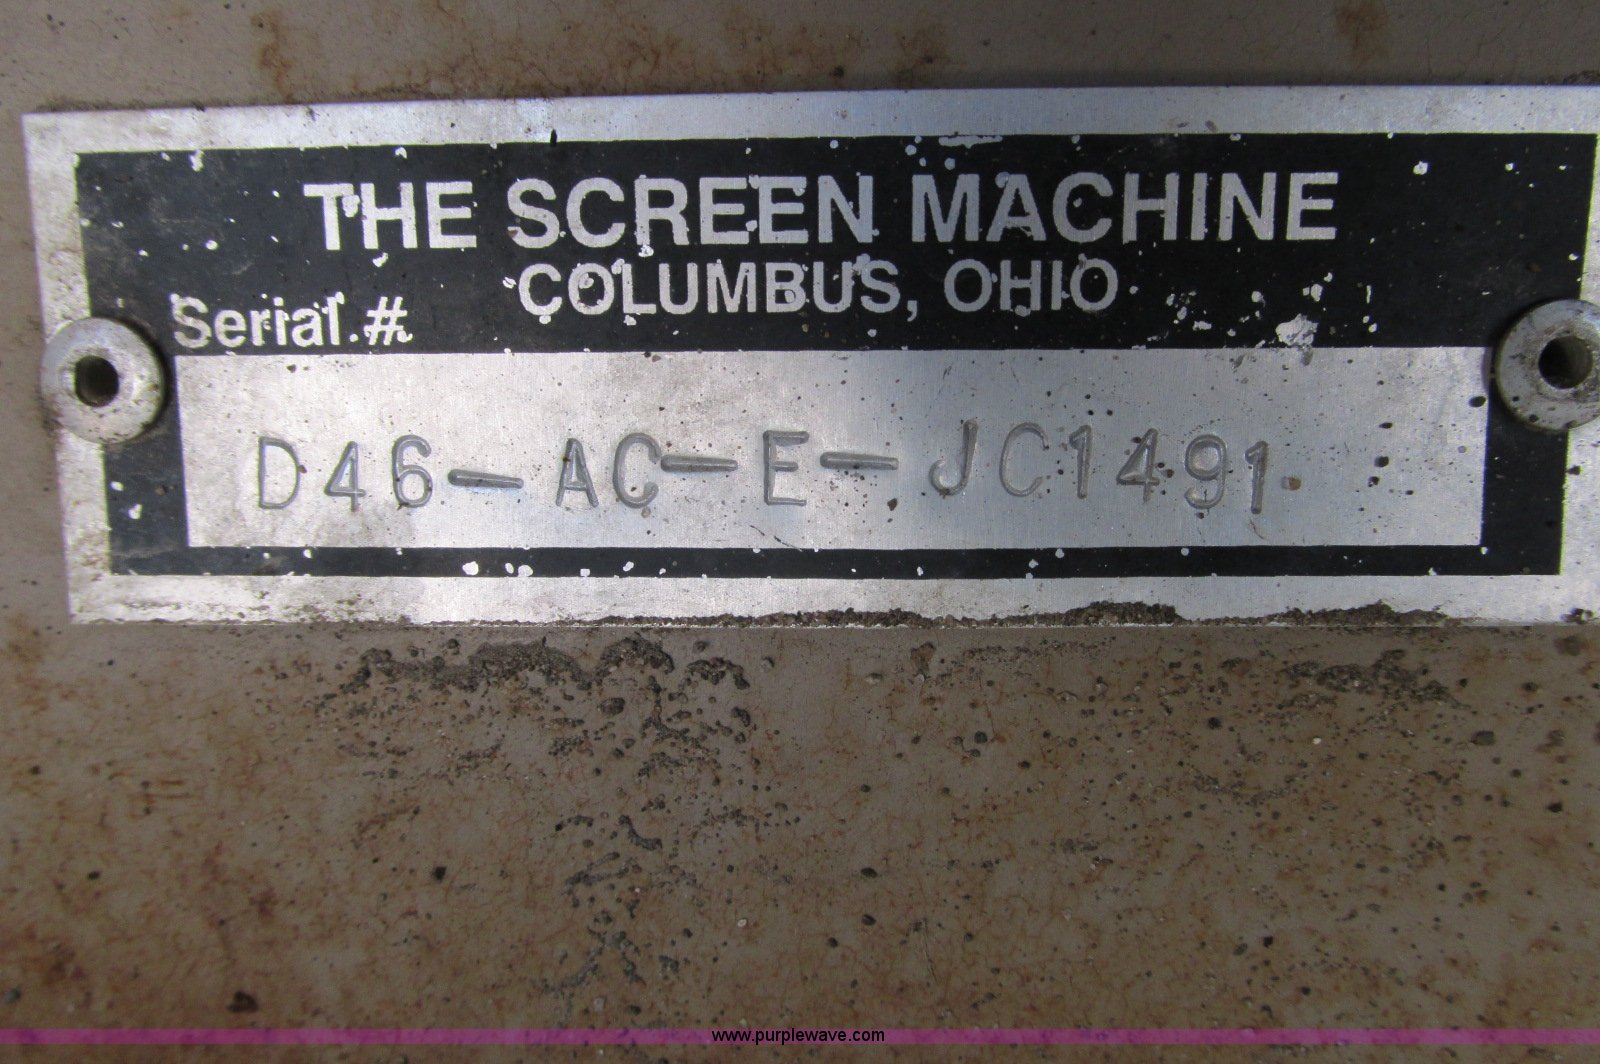 THE SCREEN MACHINE
COLUMBUS, OHIO
Serial #
D46-AC-E-JC1491
www.purplewave.com